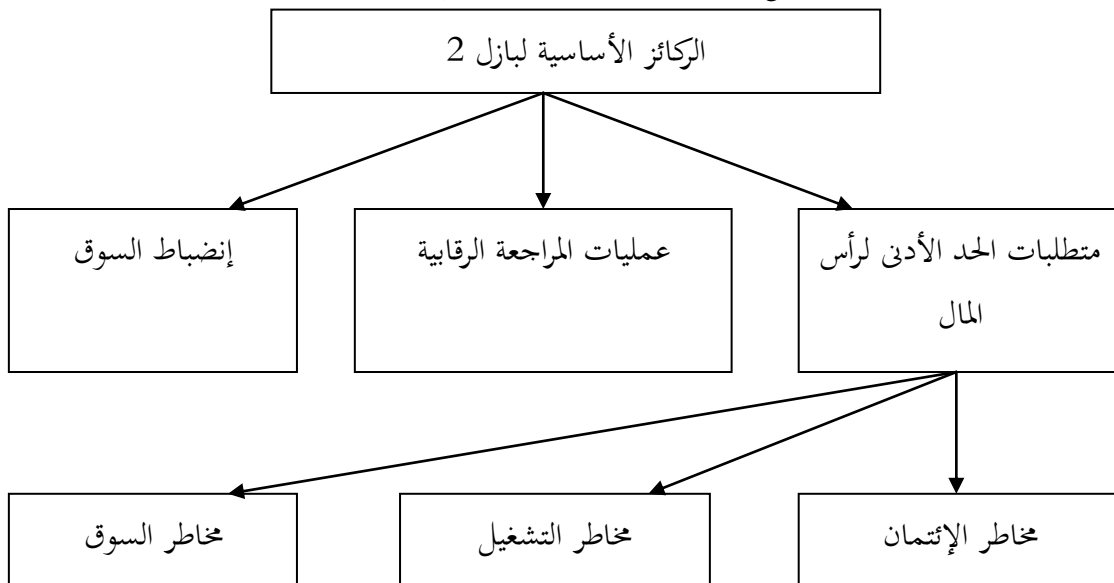 الركائز الأساسية لبازل 2
متطلبات الحد الأدنى لرأس
المال
عمليات المراجعة الرقابية
إنضباط السوق
مخاطر الإئتمان
مخاطر التشغيل
مخاطر السوق